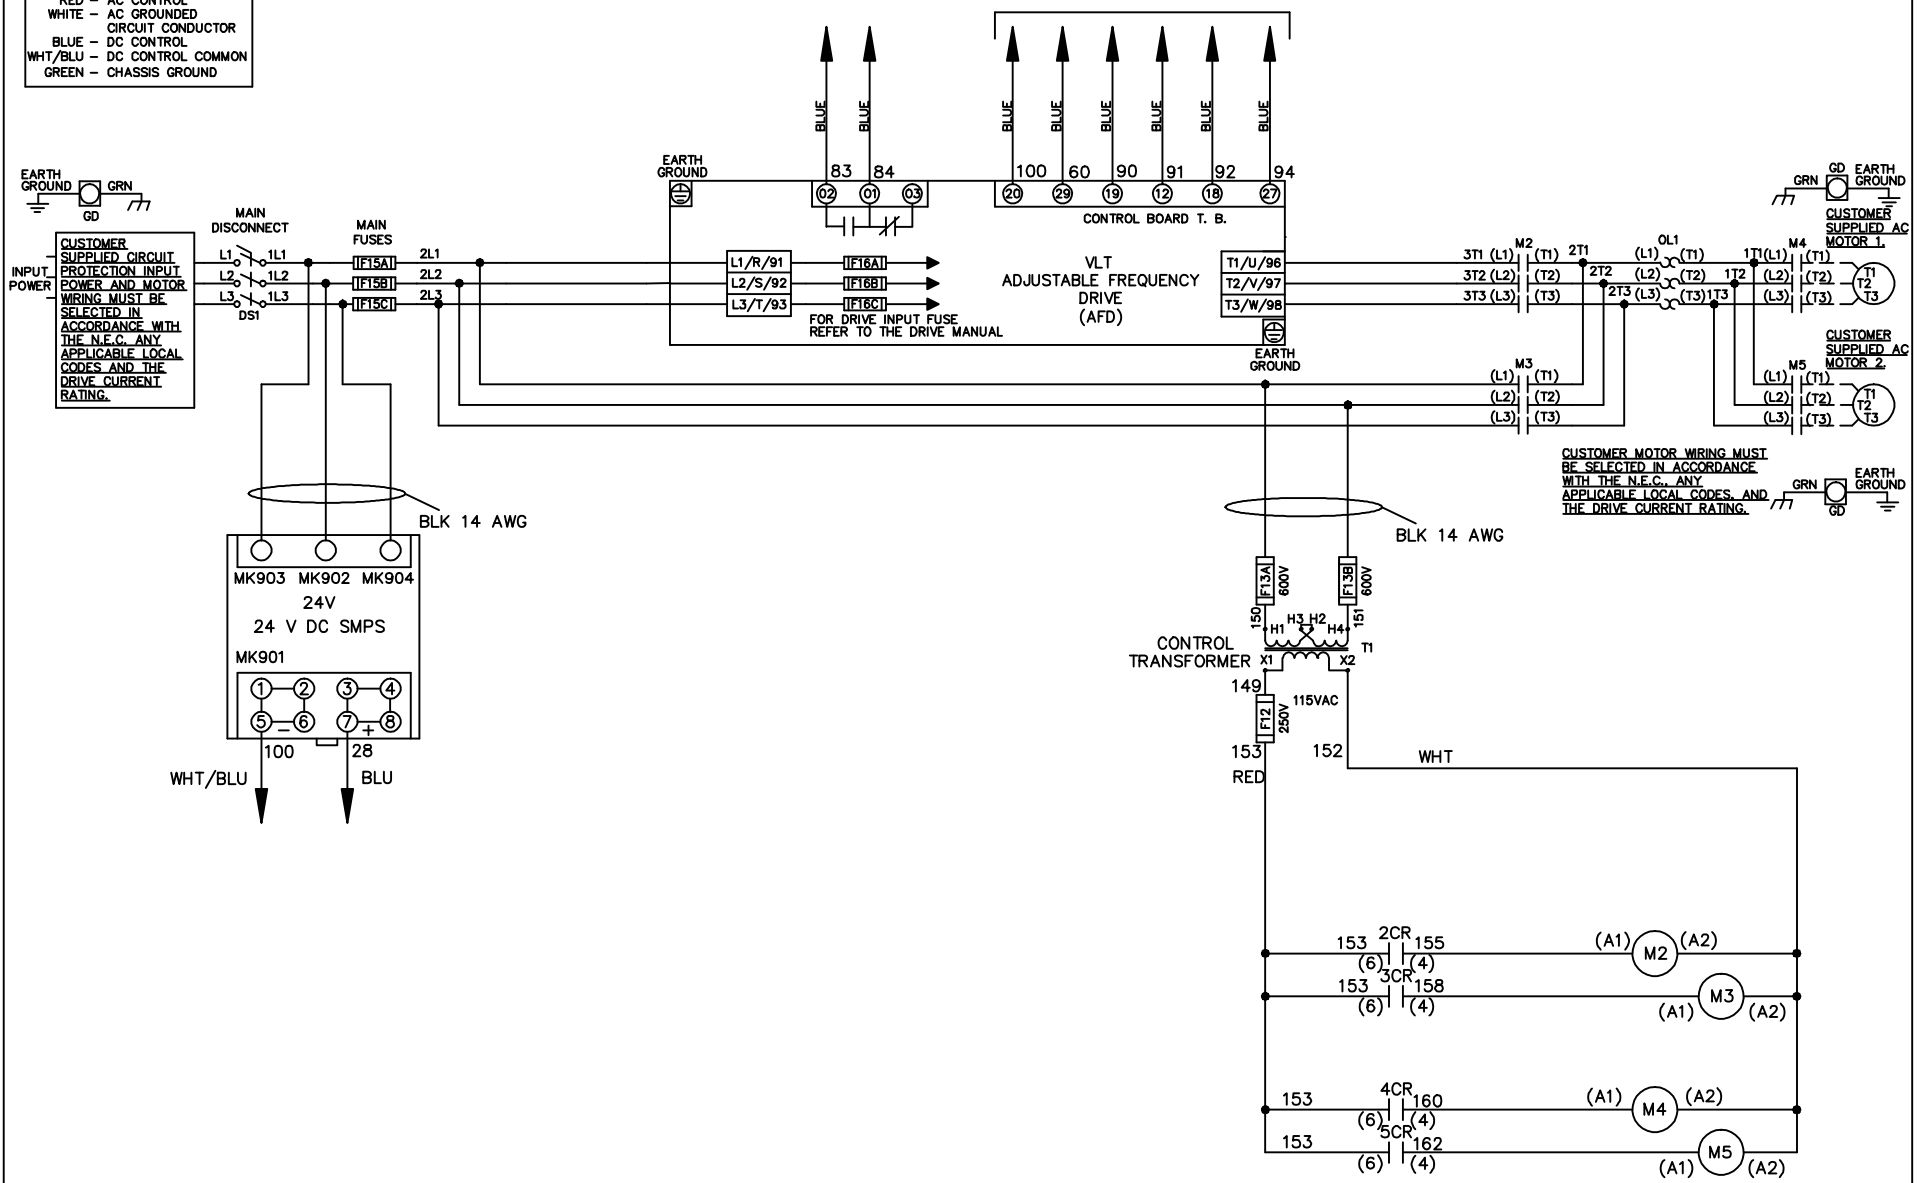 RED – AC CONTROL
WHITE – AC GROUNDED
CIRCUIT CONDUCTOR
BLUE – DC CONTROL
WHT/BLU – DC CONTROL COMMON
GREEN – CHASSIS GROUND
BLUE
BLUE
BLUE
BLUE
BLUE
BLUE
BLUE
BLUE
EARTH
GROUND
83
84
100
60
90
91
92
94
02
01
03
20
29
19
12
18
27
CONTROL BOARD T. B.
EARTH
GROUND
GRN
GD
MAIN
DISCONNECT
MAIN
FUSES
INPUT
POWER
CUSTOMER
SUPPLIED CIRCUIT
PROTECTION INPUT
POWER AND MOTOR
WIRING MUST BE
SELECTED IN
ACCORDANCE WITH
THE N.E.C. ANY
APPLICABLE LOCAL
CODES AND THE
DRIVE CURRENT
RATING.
L1 1L1 F15A 2L1
L2 1L2 F15B 2L2
L3 1L3 F15C 2L3
DS1
L1/R/91 F16A
L2/S/92 F16B
L3/T/93 F16C
FOR DRIVE INPUT FUSE
REFER TO THE DRIVE MANUAL
VLT
ADJUSTABLE FREQUENCY
DRIVE
(AFD)
T1/U/96
T2/V/97
T3/W/98
EARTH
GROUND
M2
3T1 (L1) (T1) 2T1
3T2 (L2) (T2) 2T2
3T3 (L3) (T3) 2T3
OL1
(L1) (T1) 1T1
(L2) (T2) 1T2
(L3) (T3) 1T3
M4
(L1) (T1)
(L2) (T2)
(L3) (T3)
T1
T2
T3
GD
GRN
EARTH
GROUND
CUSTOMER
SUPPLIED AC
MOTOR 1.
CUSTOMER
SUPPLIED AC
MOTOR 2.
M3
(L1) (T1)
(L2) (T2)
(L3) (T3)
M5
(L1) (T1)
(L2) (T2)
(L3) (T3)
T1
T2
T3
CUSTOMER MOTOR WIRING MUST
BE SELECTED IN ACCORDANCE
WITH THE N.E.C., ANY
APPLICABLE LOCAL CODES, AND
THE DRIVE CURRENT RATING.
GRN
GD
EARTH
GROUND
BLK 14 AWG
BLK 14 AWG
MK903 MK902 MK904
24V
24 V DC SMPS
MK901
1 2 3 4
5 6 7 8
– +
100
28
WHT/BLU
BLU
F13A
600V
F13B
600V
150
151
H1 H3 H2 H4
T1
CONTROL
TRANSFORMER
X1 X2
149
115VAC
F12
250V
153
152
RED
WHT
153 2CR 155 (A1) M2 (A2)
(6) (4)
153 3CR 158 (A1) M3 (A2)
(6) (4)
153 4CR 160 (A1) M4 (A2)
(6) (4)
153 5CR 162 (A1) M5 (A2)
(6) (4)